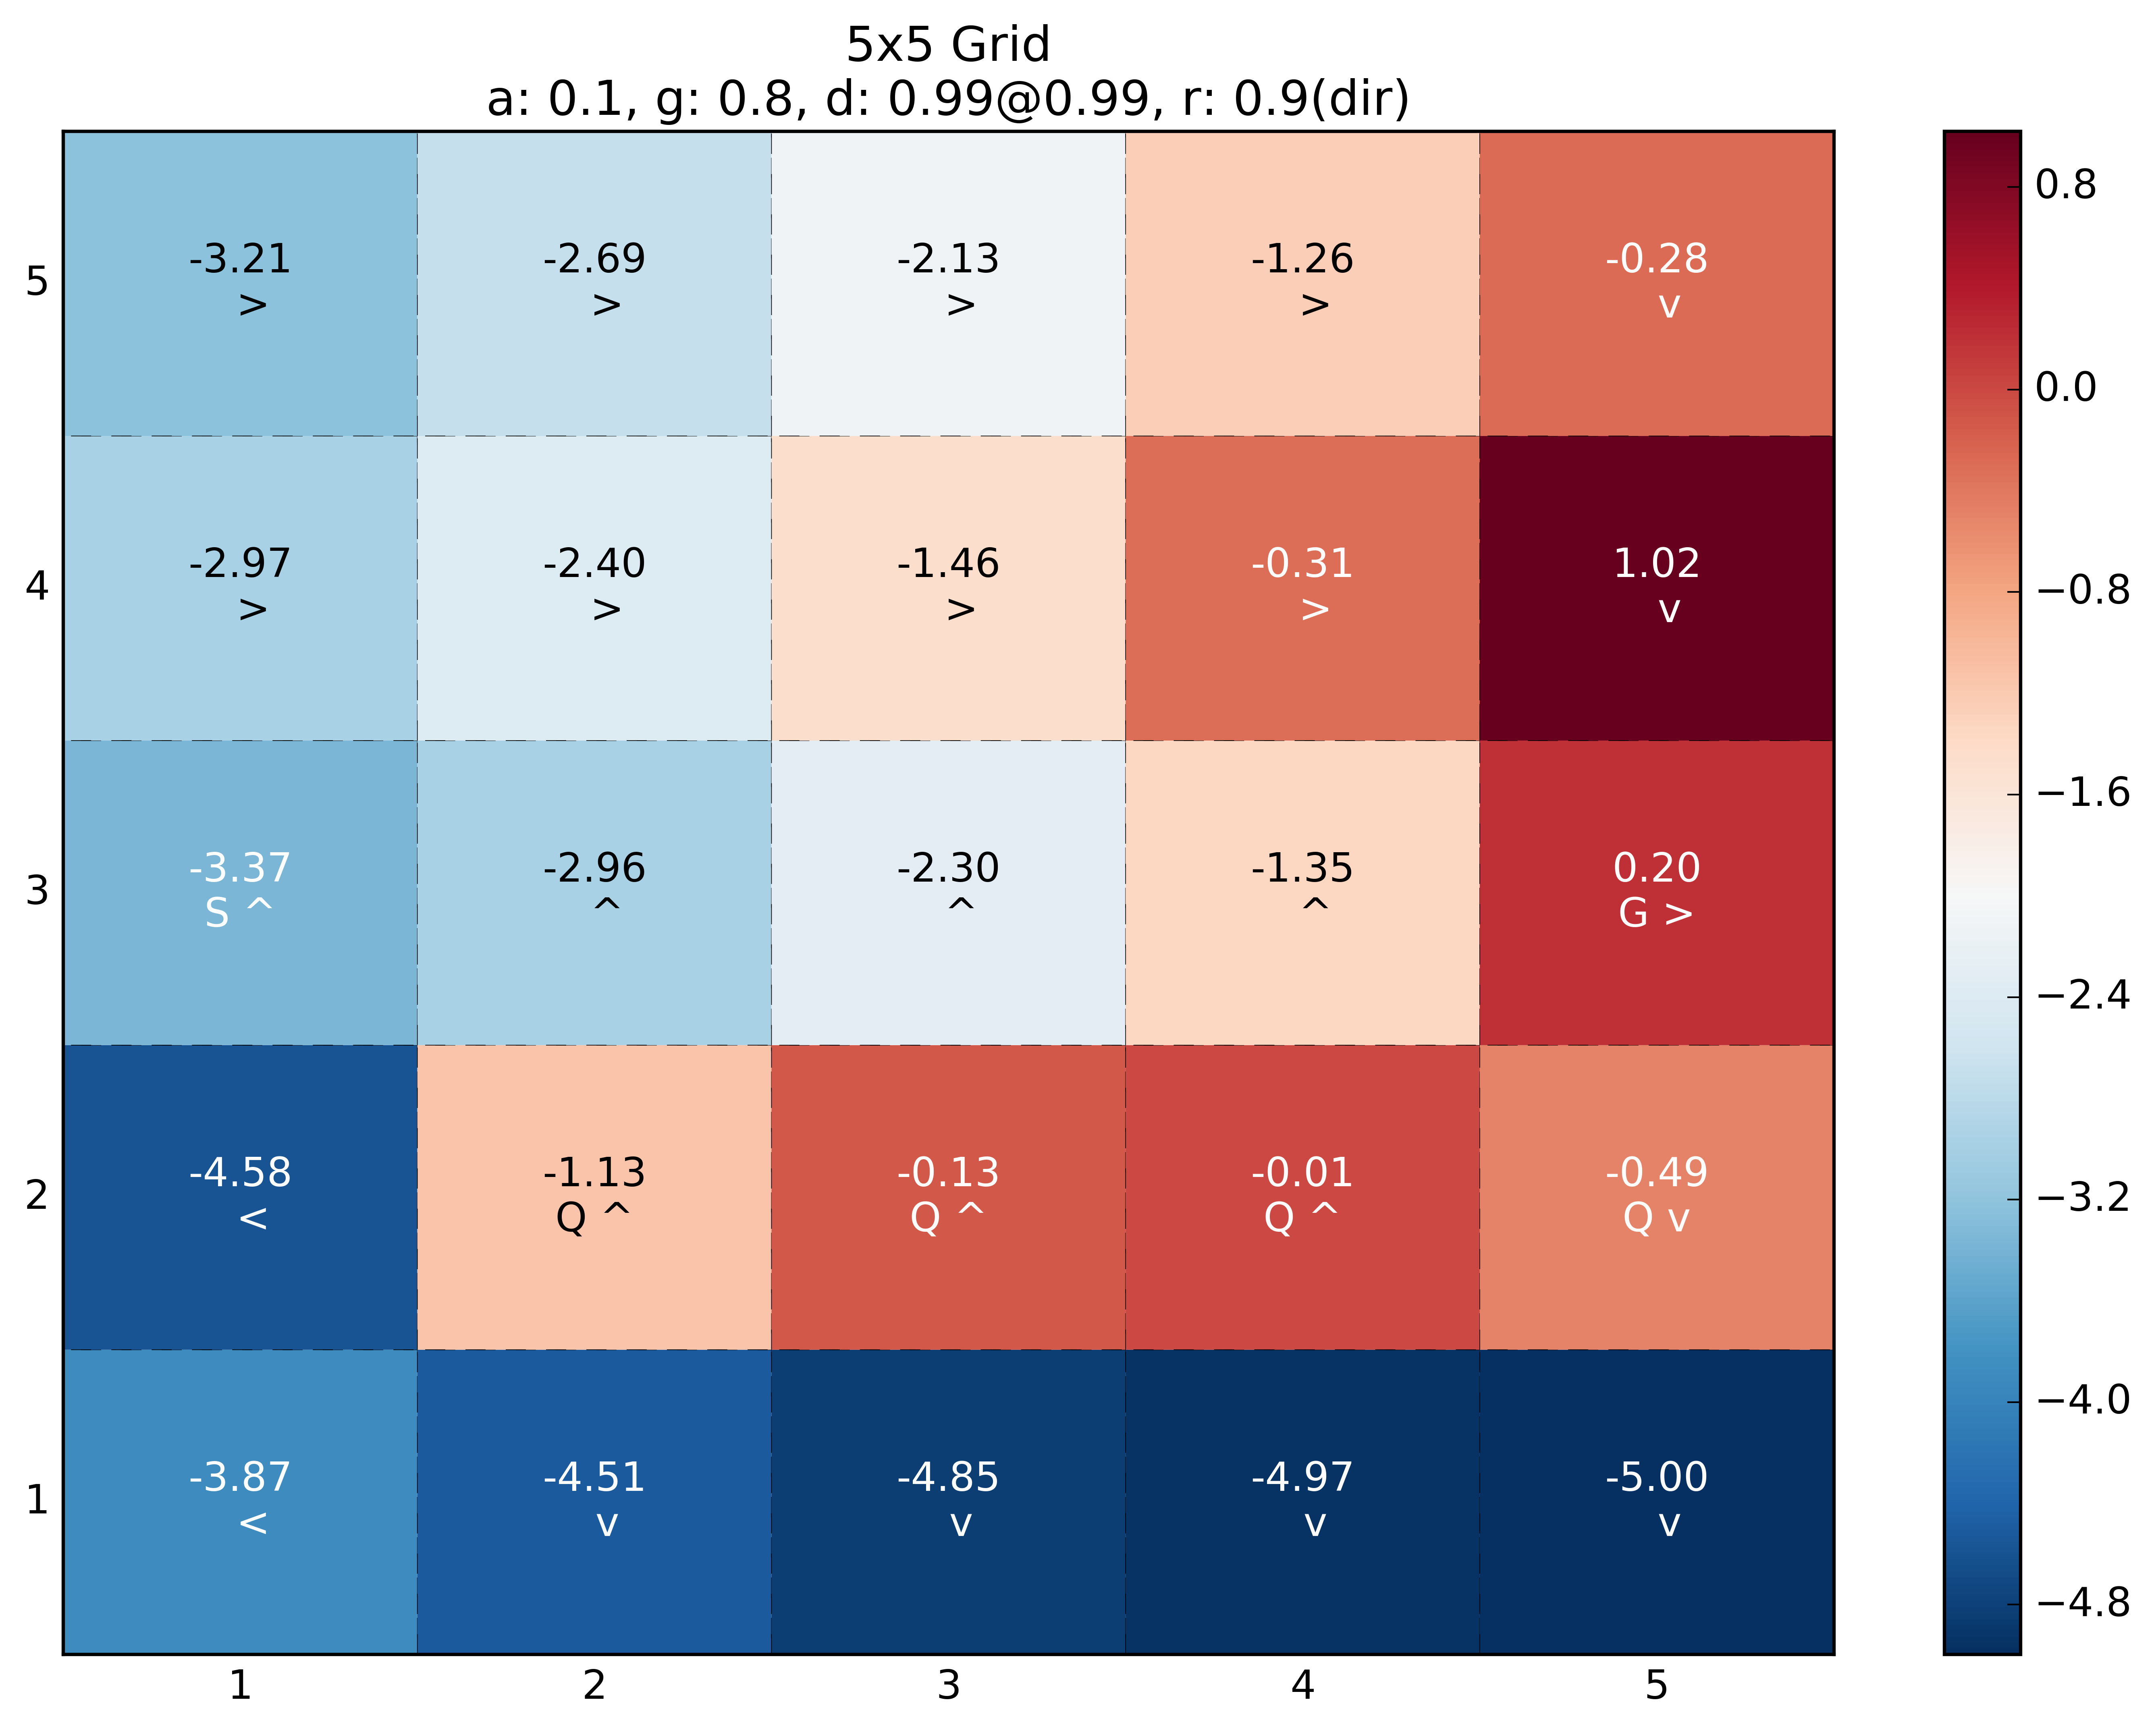 5x5 Grid
a: 0.1, g: 0.8, d: 0.99@0.99, r: 0.9(dir)
5
-3.21 -2.69 -2.13 -1.26 -0.28
> > > > v
4
-2.97 -2.40 -1.46 -0.31 1.02
> > > > v
3
-3.37 -2.96 -2.30 -1.35 0.20
S ^ ^ ^ ^ G >
2
-4.58 -1.13 -0.13 -0.01 -0.49
< Q ^ Q ^ Q ^ Q v
1
-3.87 -4.51 -4.85 -4.97 -5.00
< v v v v
1 2 3 4 5
0.8
0.0
−0.8
−1.6
−2.4
−3.2
−4.0
−4.8